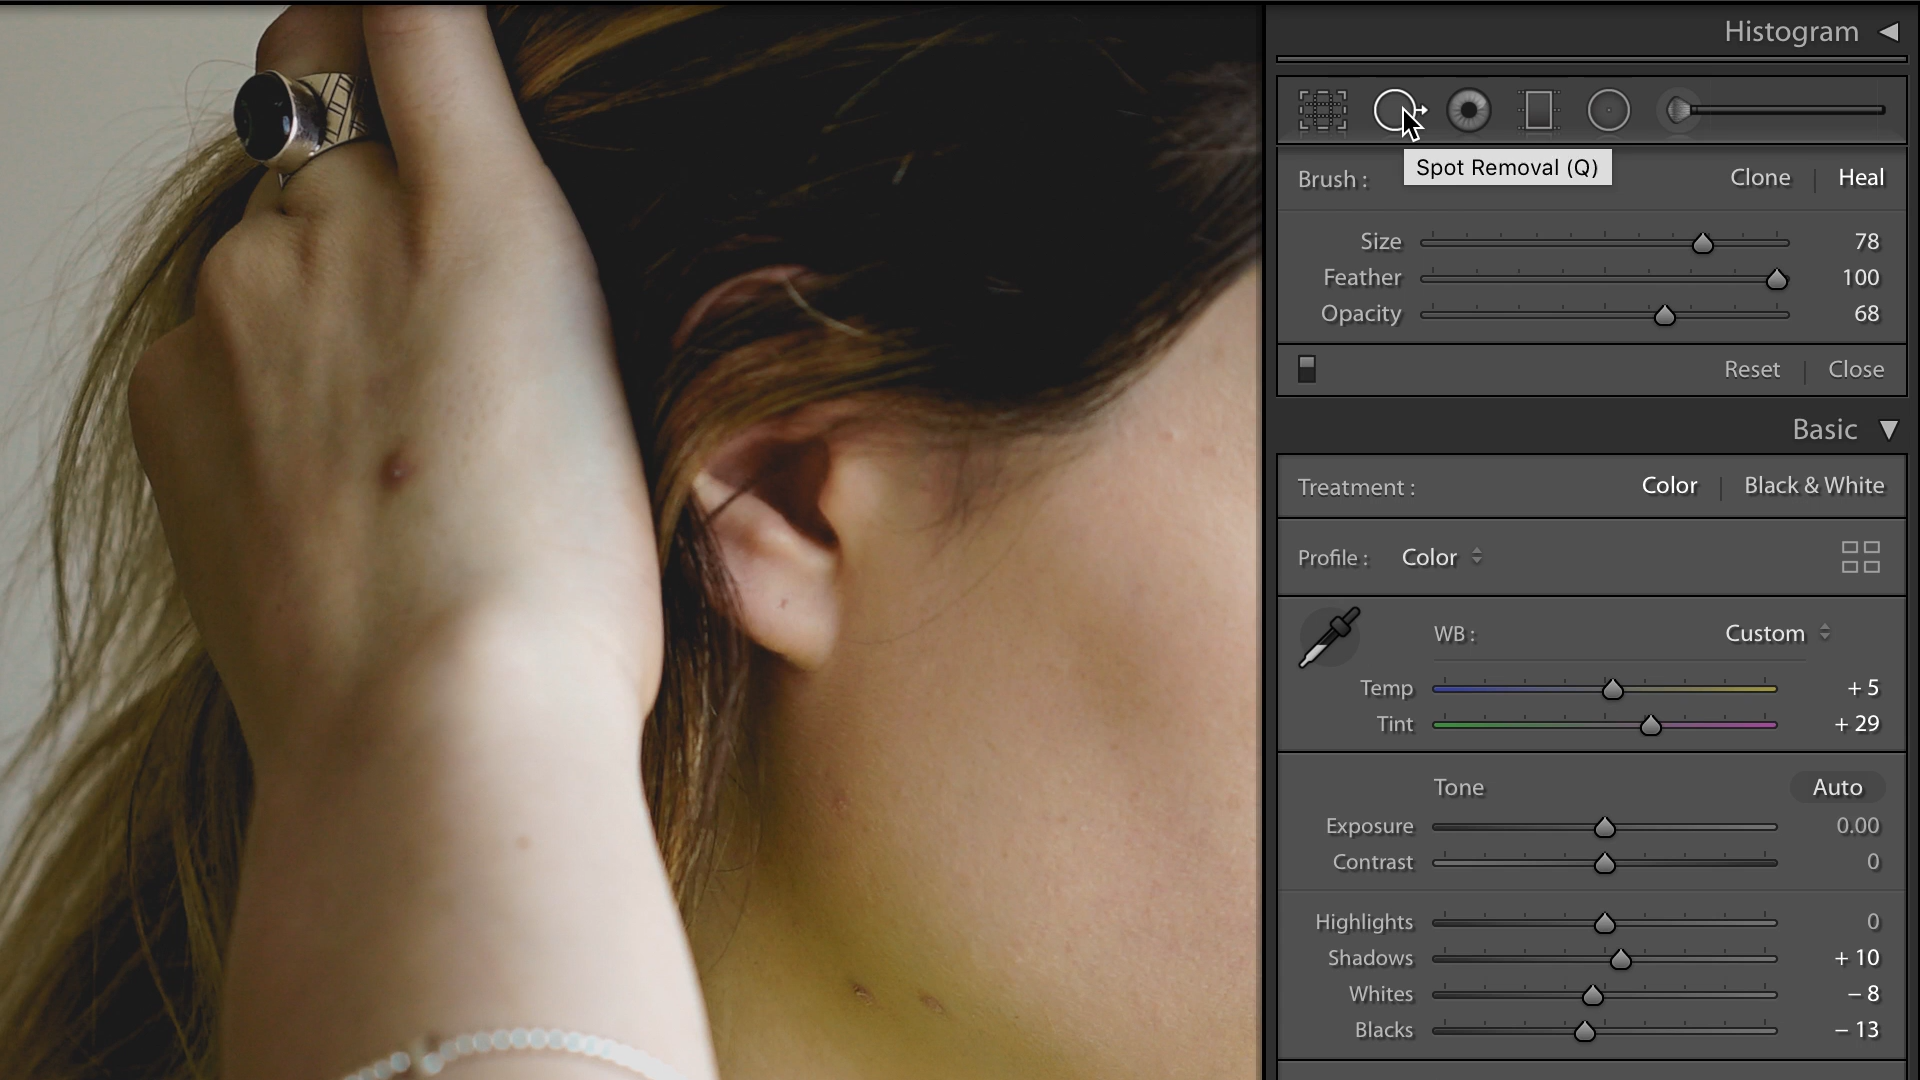 Histogram
Spot Removal (Q)
Brush : Clone | Heal
Size 78
Feather 100
Opacity 68
Reset | Close
Basic
Treatment : Color | Black & White
Profile : Color
WB : Custom
Temp + 5
Tint + 29
Tone Auto
Exposure 0.00
Contrast 0
Highlights 0
Shadows + 10
Whites − 8
Blacks − 13